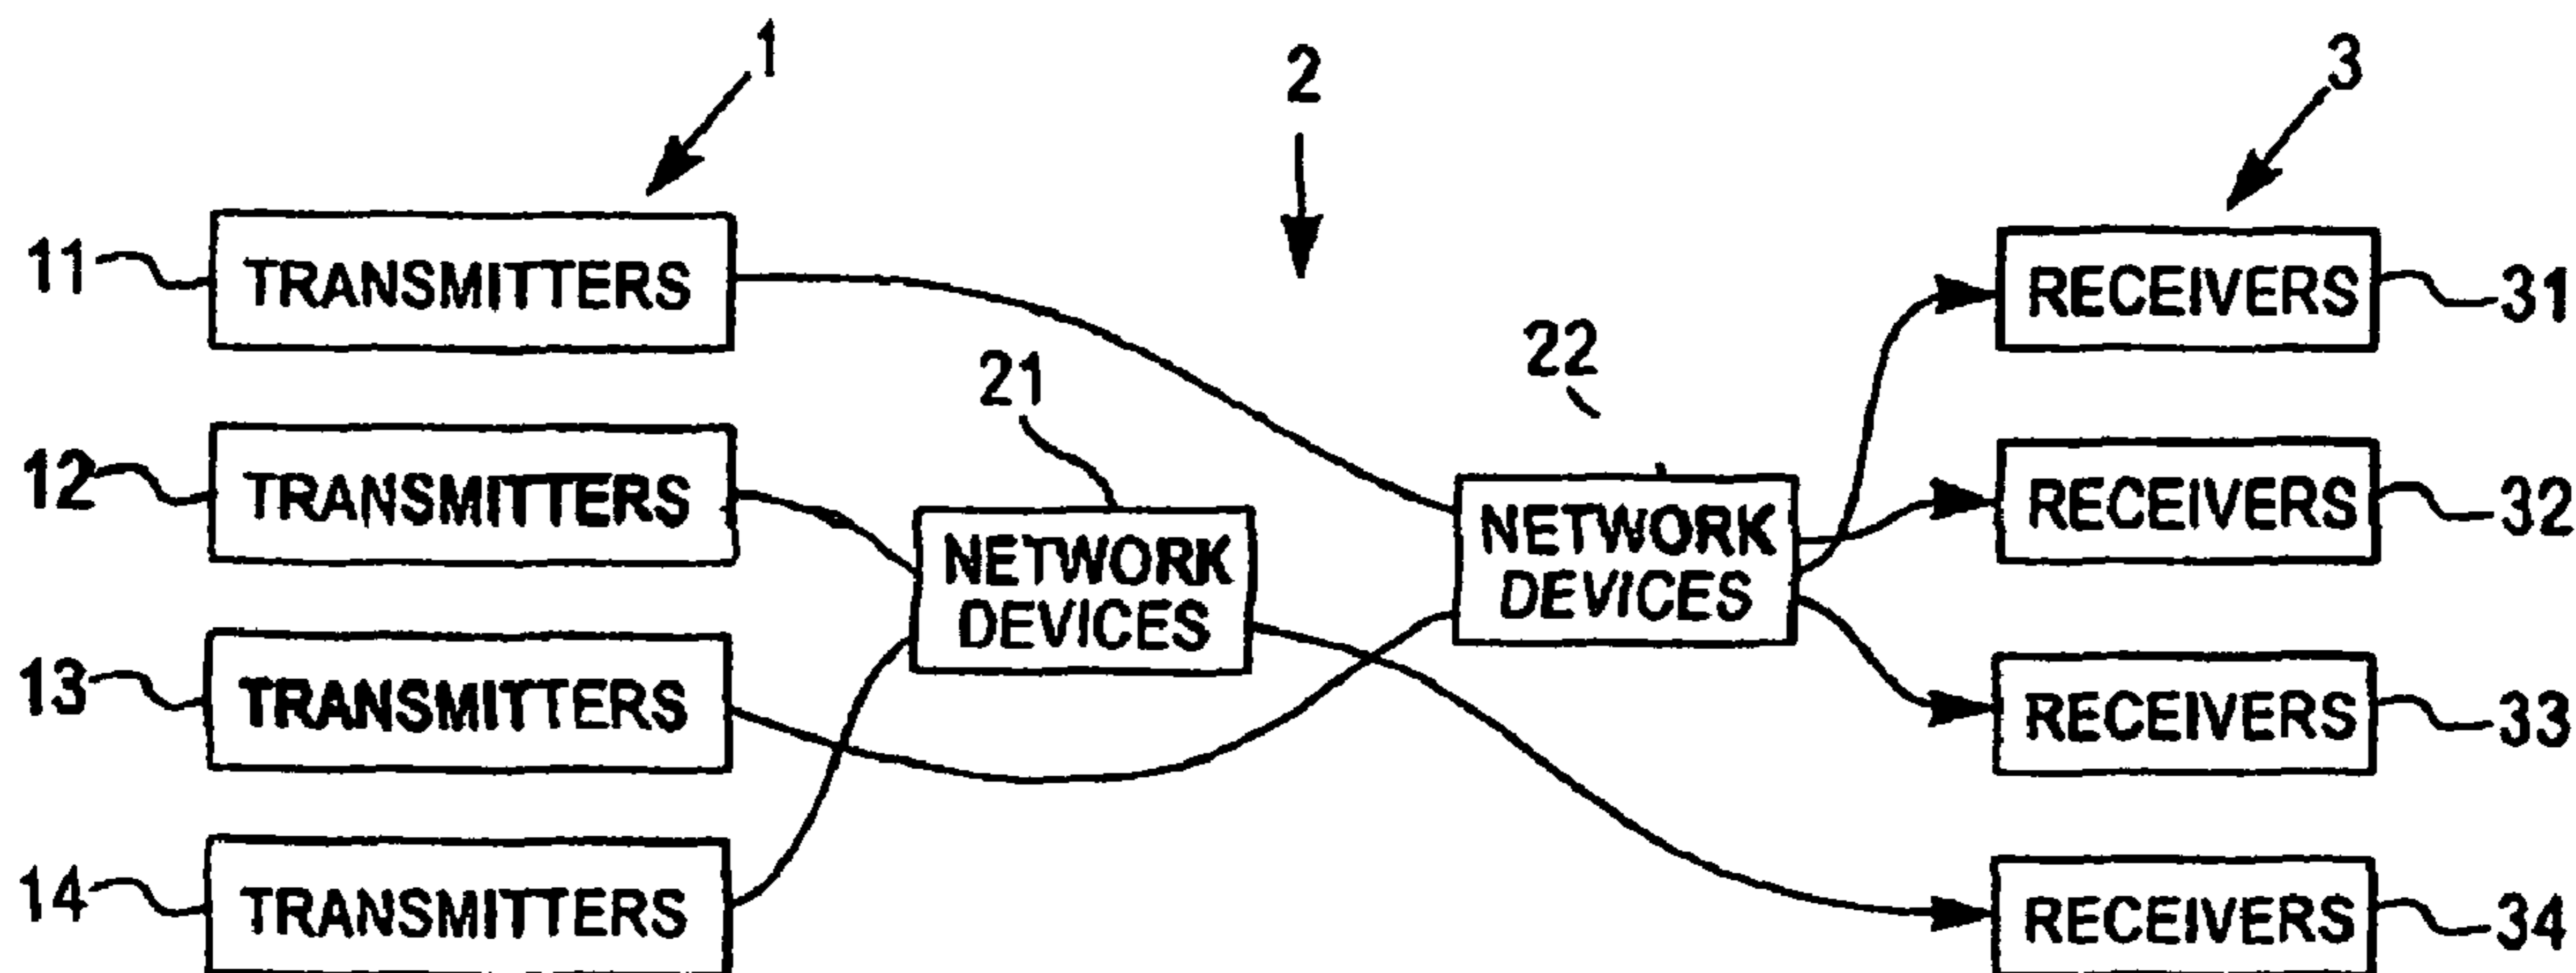 1
2
3
11 TRANSMITTERS
RECEIVERS 31
21
22
12 TRANSMITTERS
NETWORK
DEVICES
NETWORK
DEVICES
RECEIVERS 32
13 TRANSMITTERS
RECEIVERS 33
14 TRANSMITTERS
RECEIVERS 34